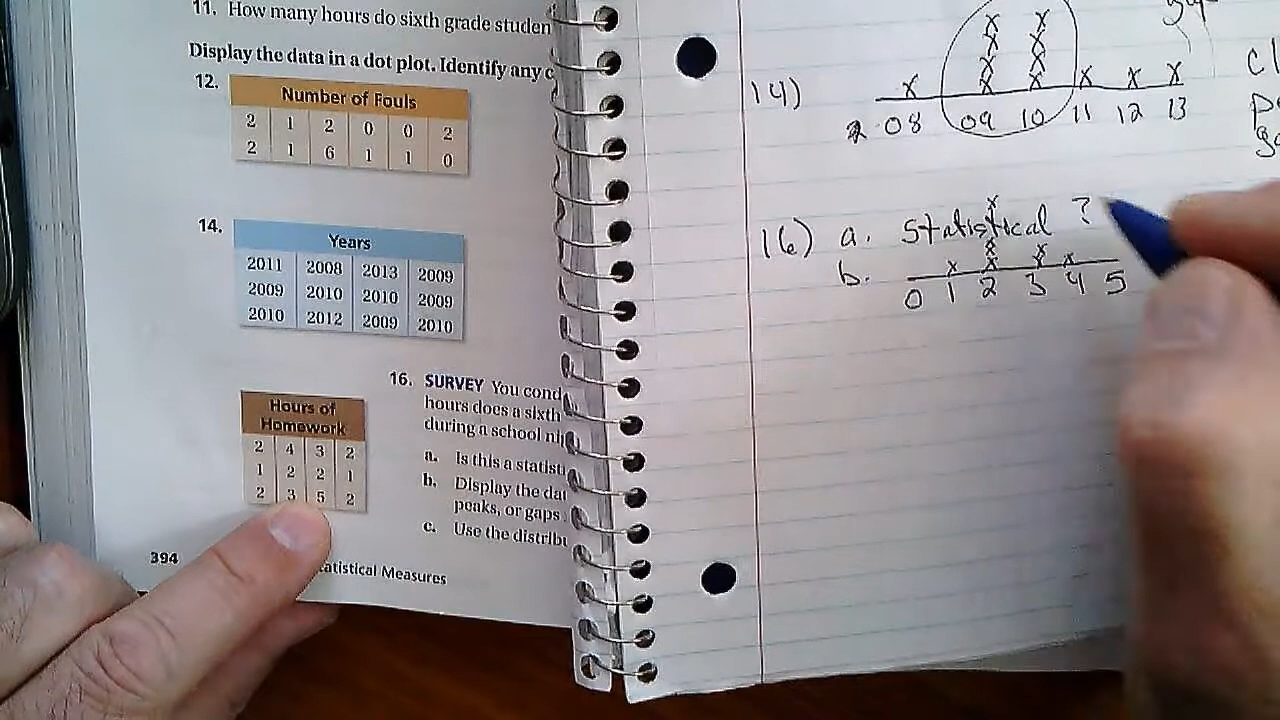 11. How many hours do sixth grade studen
Display the data in a dot plot. Identify any c
12.
Number of Fouls
2 1 2 0 0 2
2 1 6 1 1 0
14.
Years
2011 2008 2013 2009
2009 2010 2010 2009
2010 2012 2009 2010
Hours of
Homework
2 4 3 2
1 2 2 1
2 3 5 2
16. SURVEY You cond
hours does a sixth
during a school ni
a. Is this a statisti
b. Display the dat
peaks, or gaps
c. Use the distribu
394
tatistical Measures
gap
14)
08 09 10 11 12 13
cl
p
ga
16) a. Statistical ?
b.
0 1 2 3 4 5